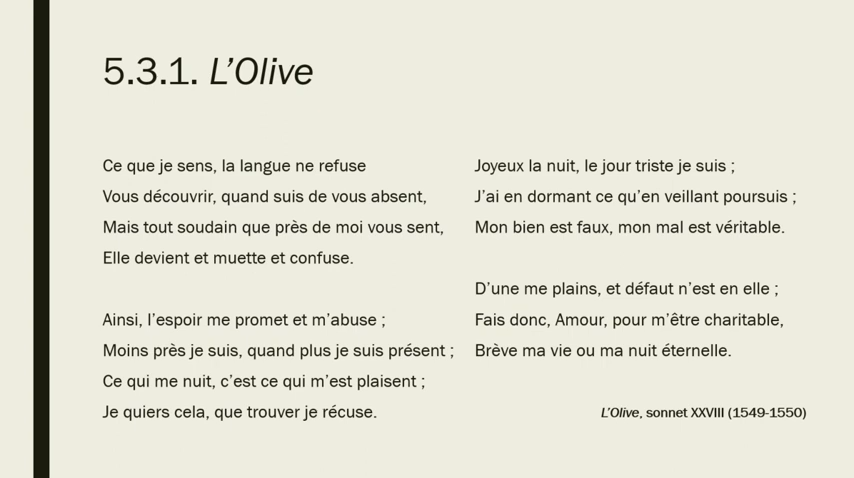 5.3.1. L’Olive
Ce que je sens, la langue ne refuse
Vous découvrir, quand suis de vous absent,
Mais tout soudain que près de moi vous sent,
Elle devient et muette et confuse.
Ainsi, l’espoir me promet et m’abuse ;
Moins près je suis, quand plus je suis présent ;
Ce qui me nuit, c’est ce qui m’est plaisent ;
Je quiers cela, que trouver je récuse.
Joyeux la nuit, le jour triste je suis ;
J’ai en dormant ce qu’en veillant poursuis ;
Mon bien est faux, mon mal est véritable.
D’une me plains, et défaut n’est en elle ;
Fais donc, Amour, pour m’être charitable,
Brève ma vie ou ma nuit éternelle.
L’Olive, sonnet XXVIII (1549-1550)